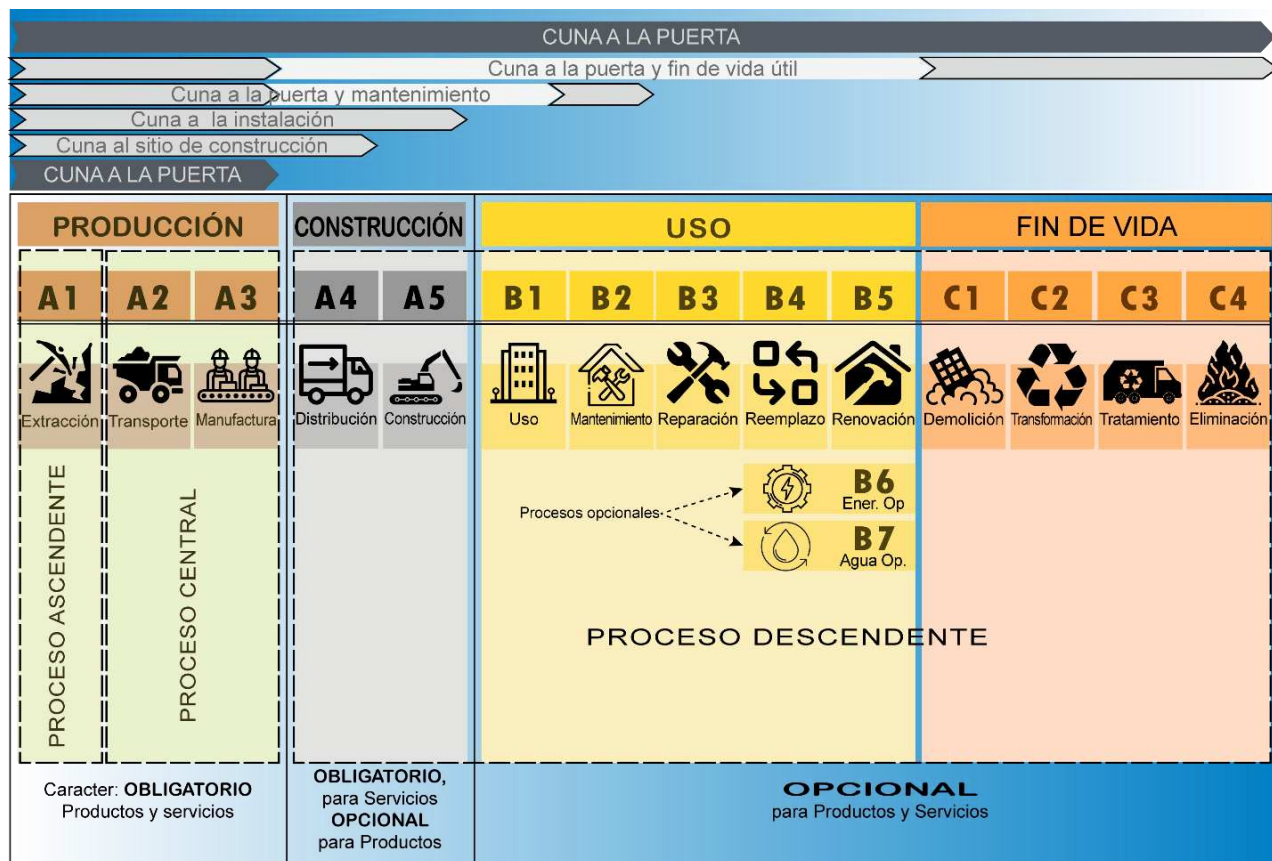 CUNA A LA PUERTA
Cuna a la puerta y fin de vida útil
Cuna a la puerta y mantenimiento
Cuna a la instalación
Cuna al sitio de construcción
CUNA A LA PUERTA
PRODUCCIÓN
CONSTRUCCIÓN
USO
FIN DE VIDA
A1 A2 A3 A4 A5 B1 B2 B3 B4 B5 C1 C2 C3 C4
Extracción Transporte Manufactura Distribución Construcción Uso Mantenimiento Reparación Reemplazo Renovación Demolición Transformación Tratamiento Eliminación
Procesos opcionales
B6
Ener. Op
B7
Agua Op.
PROCESO ASCENDENTE
PROCESO CENTRAL
PROCESO DESCENDENTE
Caracter: OBLIGATORIO
Productos y servicios
OBLIGATORIO,
para Servicios
OPCIONAL
para Productos
OPCIONAL
para Productos y Servicios